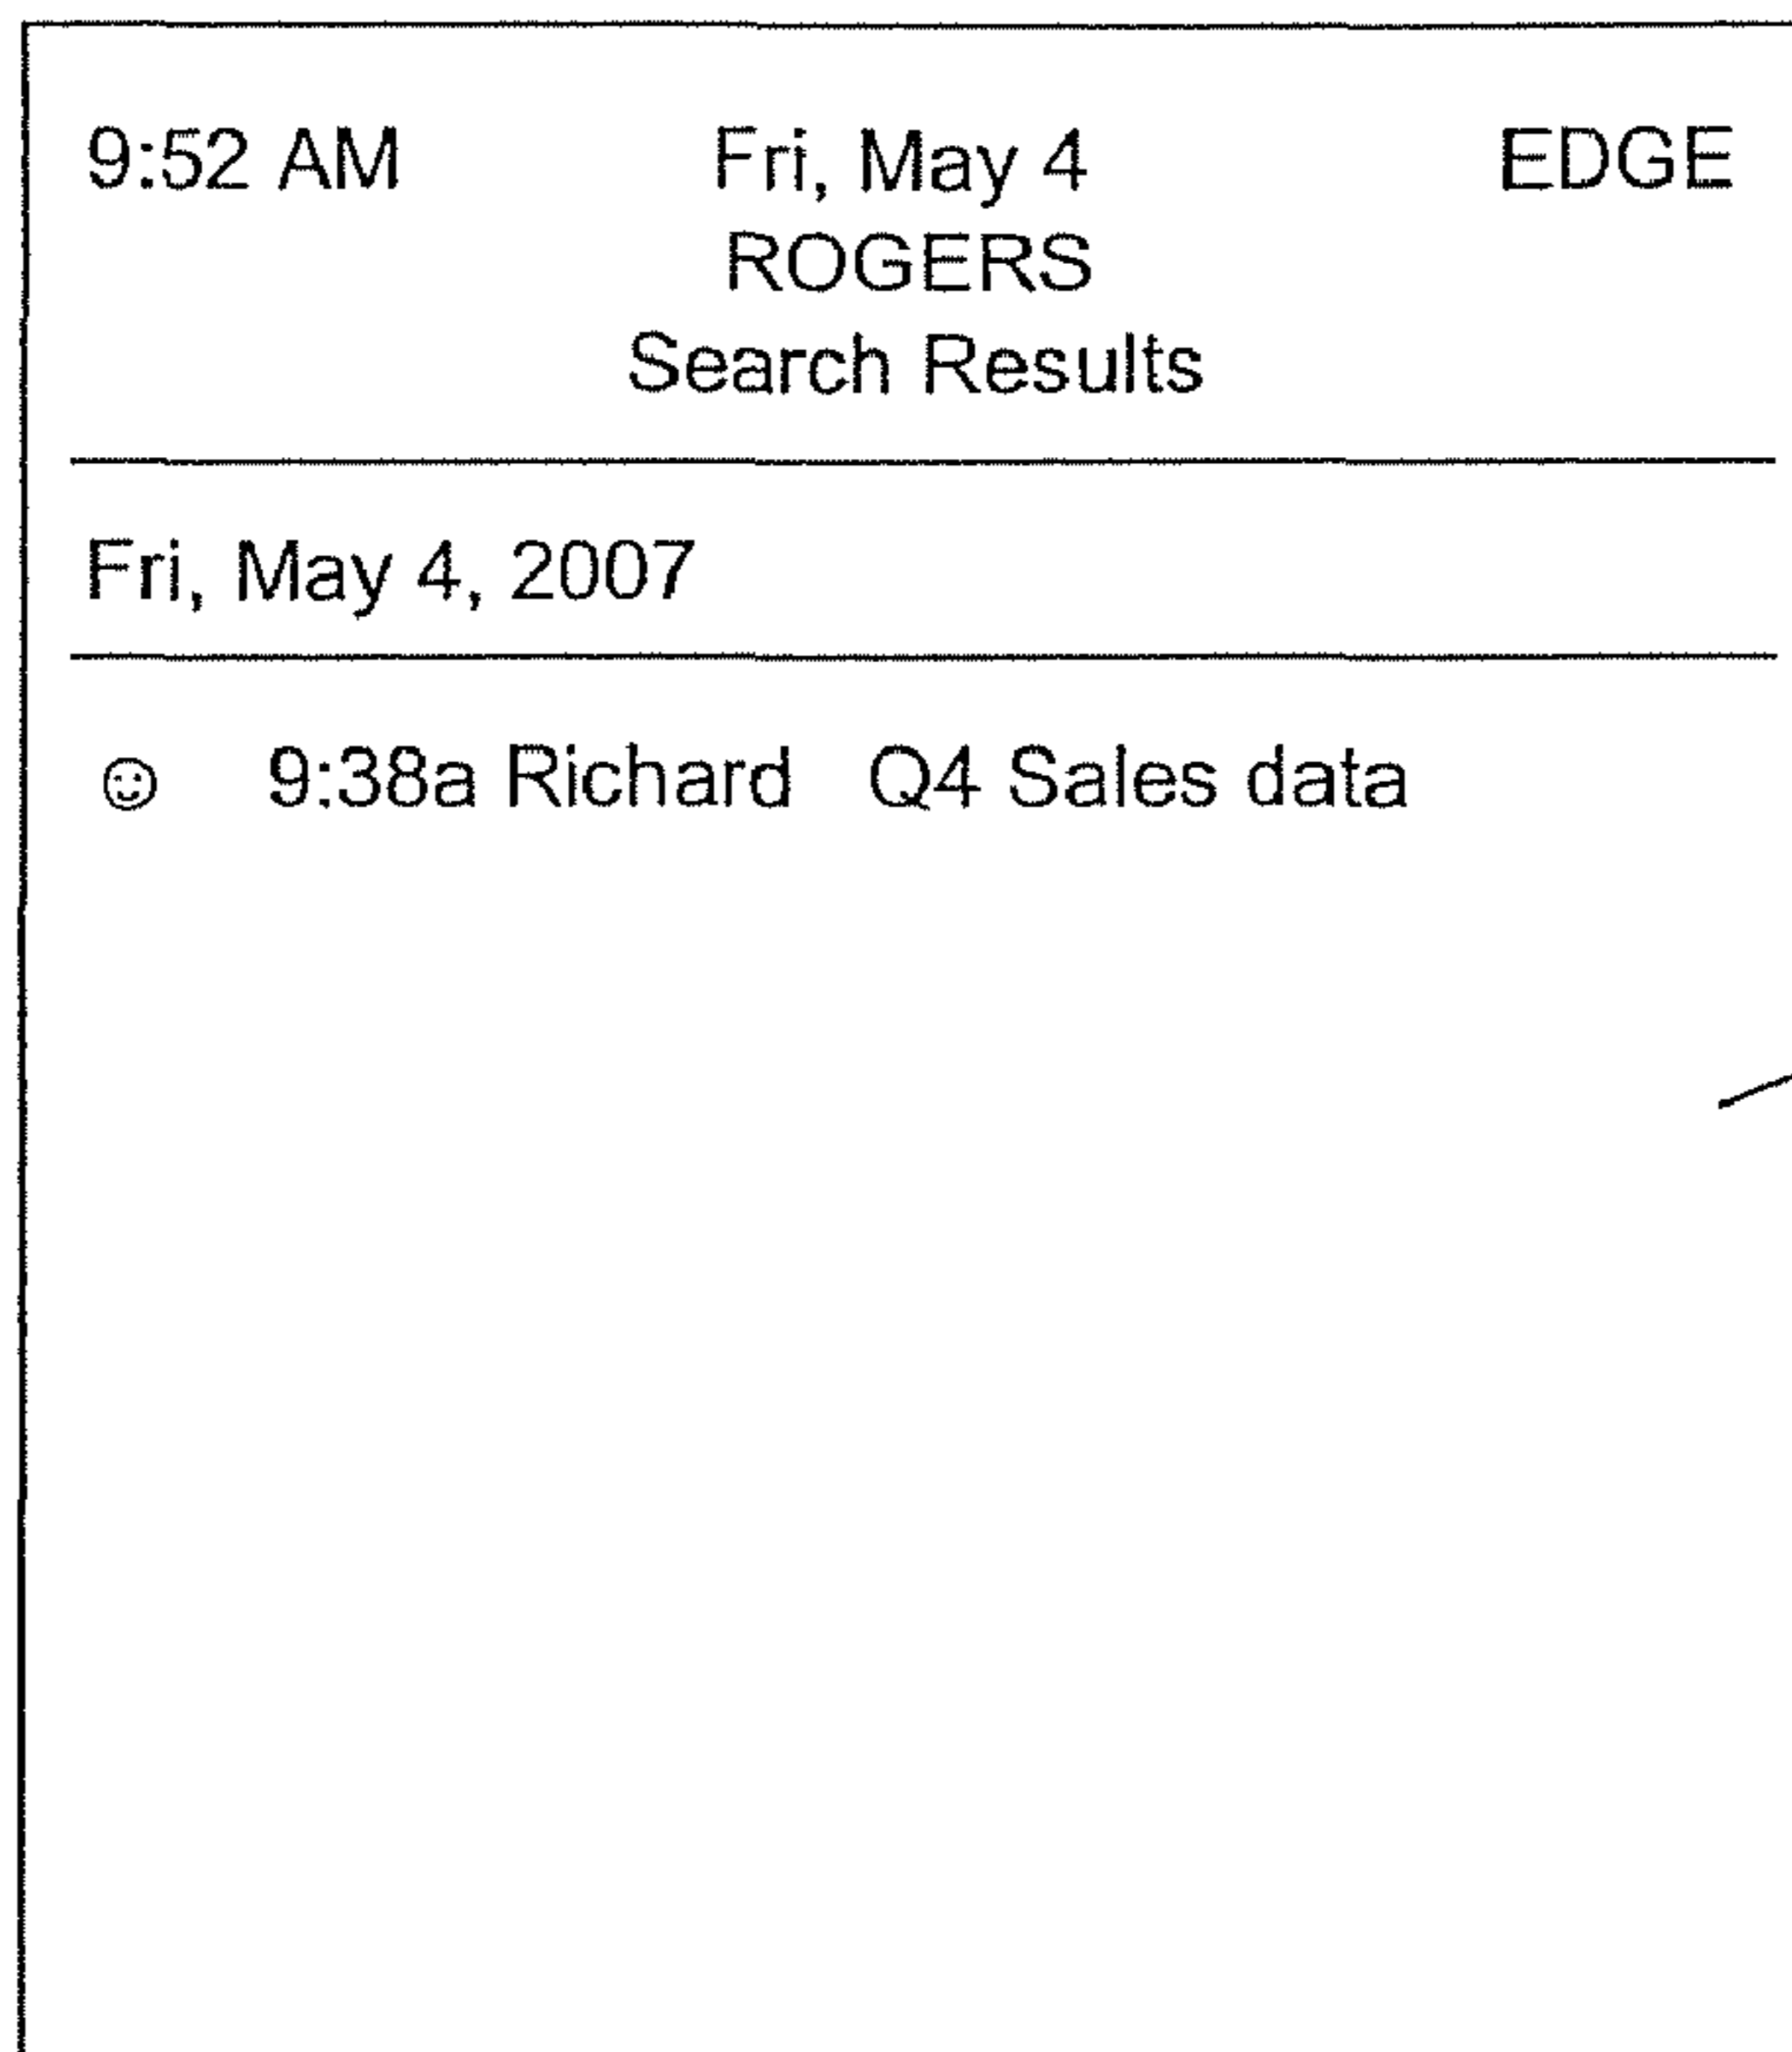 9:52 AM Fri, May 4 EDGE
ROGERS
Search Results
Fri, May 4, 2007
☺ 9:38a Richard Q4 Sales data